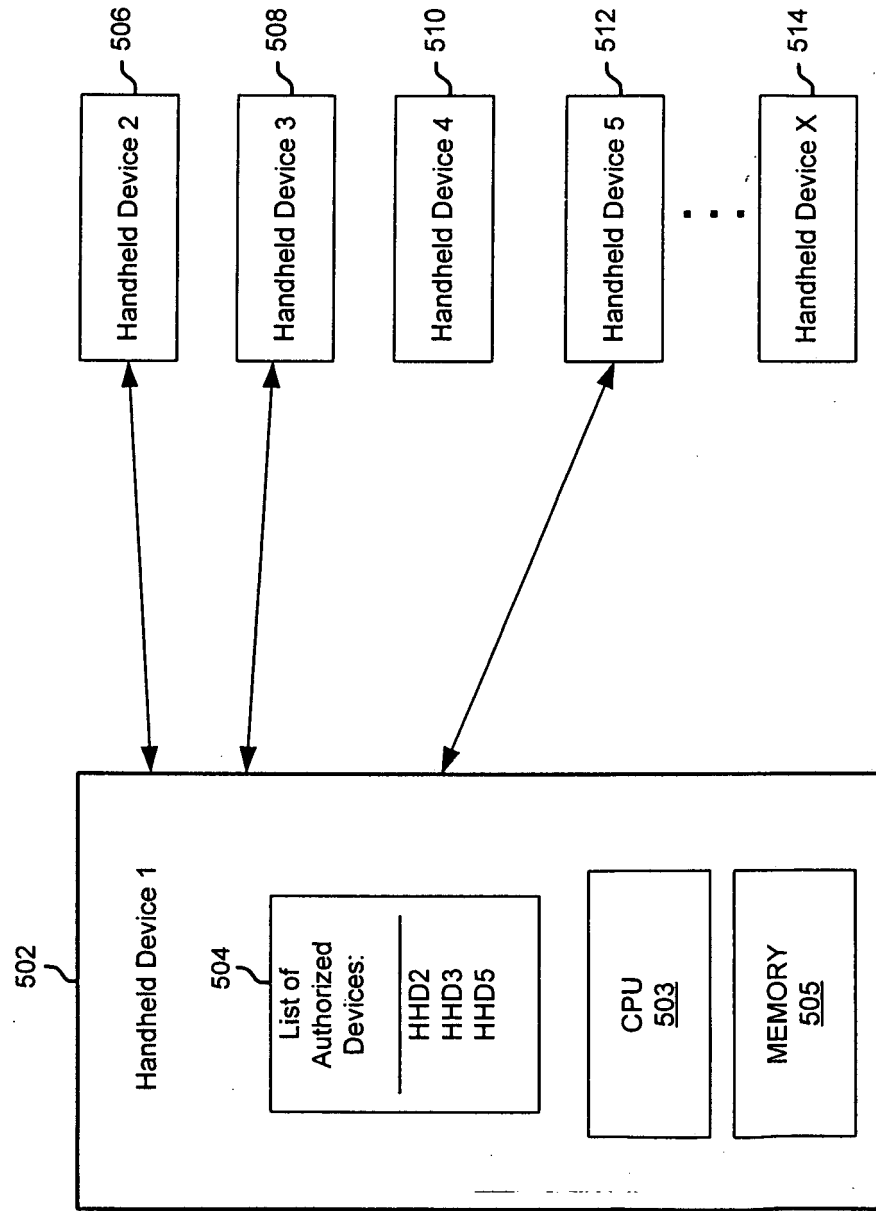 502
Handheld Device 1
504
List of
Authorized
Devices:
HHD2
HHD3
HHD5
CPU
503
MEMORY
505
Handheld Device 2
506
Handheld Device 3
508
Handheld Device 4
510
Handheld Device 5
512
Handheld Device X
514